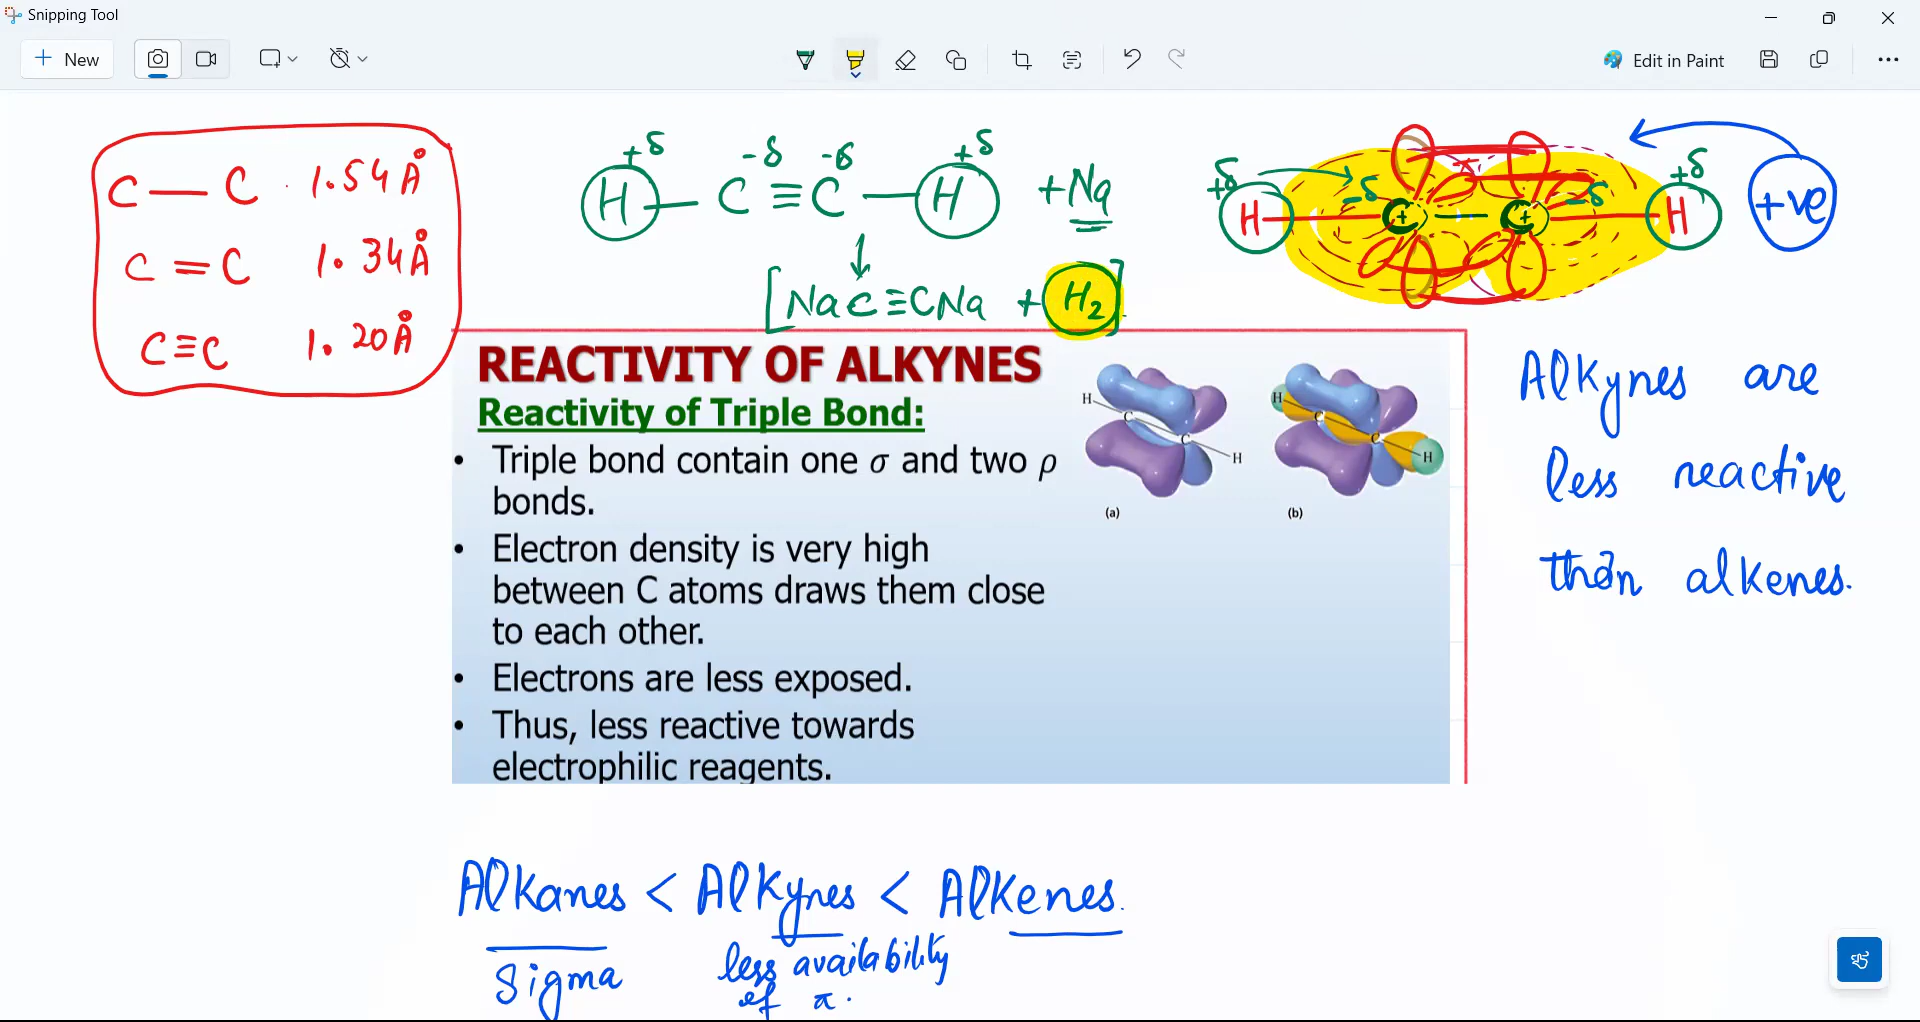 Snipping Tool
New
Edit in Paint
C — C 1.54 Å
C = C 1.34 Å
C≡C 1.20 Å
+δ -δ -δ +δ
H — C ≡ C — H + Na
↓
[NaC≡CNa + H₂]
+δ -δ -δ +δ
H — C — C — H +ve
+ +
π
REACTIVITY OF ALKYNES
Reactivity of Triple Bond:
• Triple bond contain one σ and two ρ
bonds.
• Electron density is very high
between C atoms draws them close
to each other.
• Electrons are less exposed.
• Thus, less reactive towards
electrophilic reagents.
H C C H
(a)
H C C H
(b)
Alkynes are
less reactive
than alkenes.
Alkanes < Alkynes < Alkenes.
Sigma
less availability
of π.